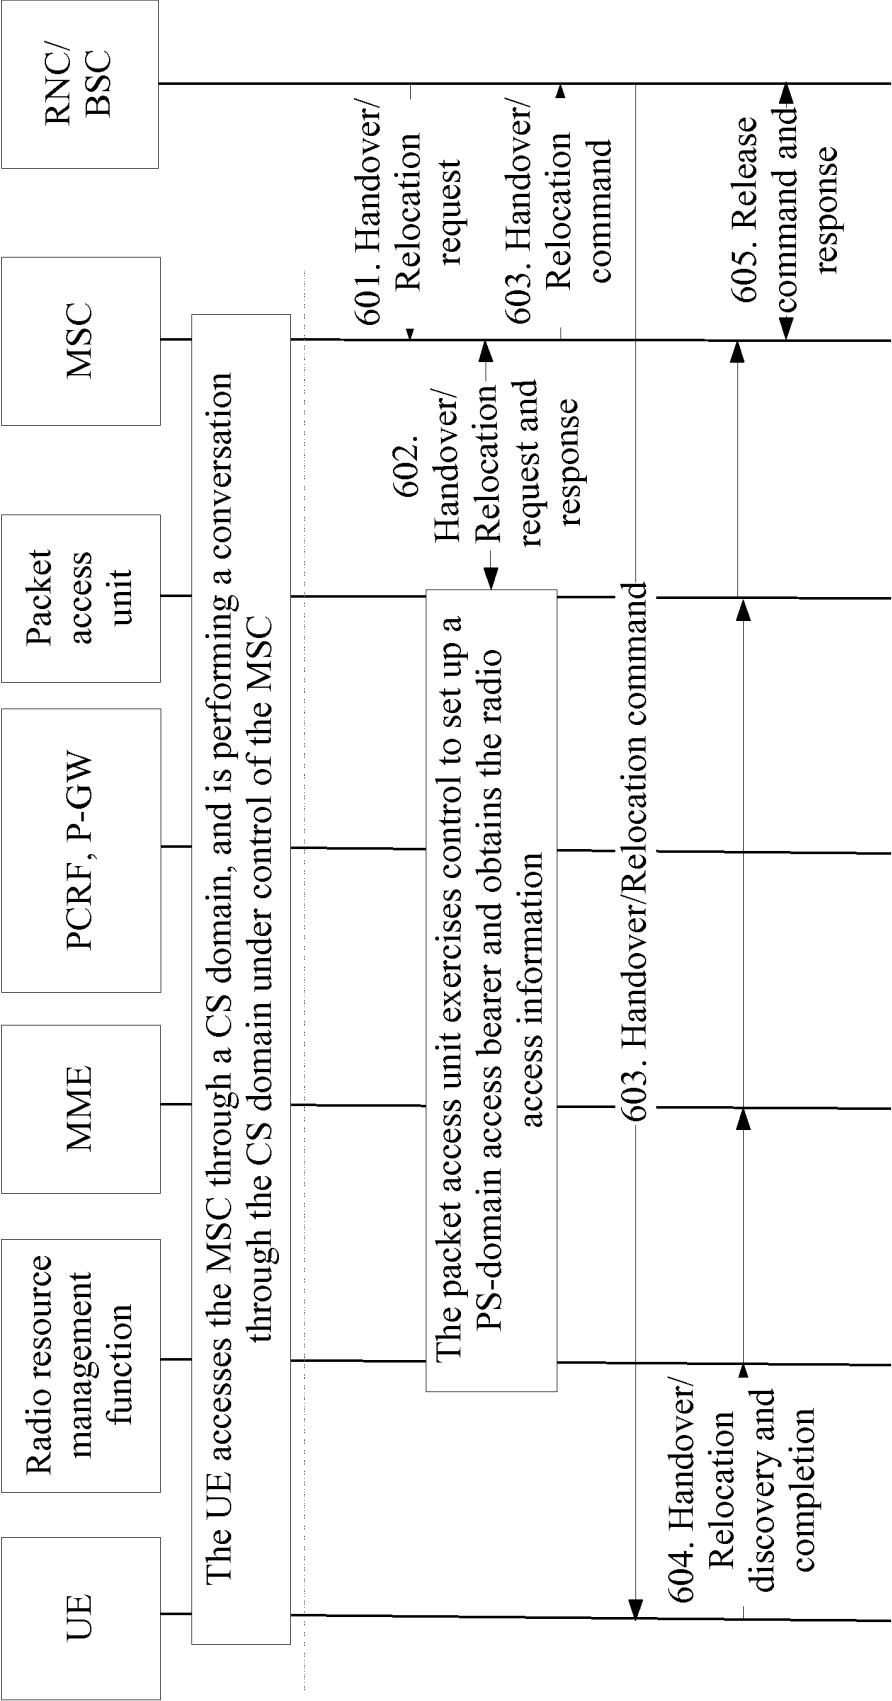 UE
Radio resource
management
function
MME
PCRF, P-GW
Packet
access
unit
MSC
RNC/
BSC
The UE accesses the MSC through a CS domain, and is performing a conversation
through the CS domain under control of the MSC
601. Handover/
Relocation
request
602.
Handover/
Relocation
request and
response
The packet access unit exercises control to set up a
PS-domain access bearer and obtains the radio
access information
603. Handover/
Relocation
command
603. Handover/Relocation command
604. Handover/
Relocation
discovery and
completion
605. Release
command and
response